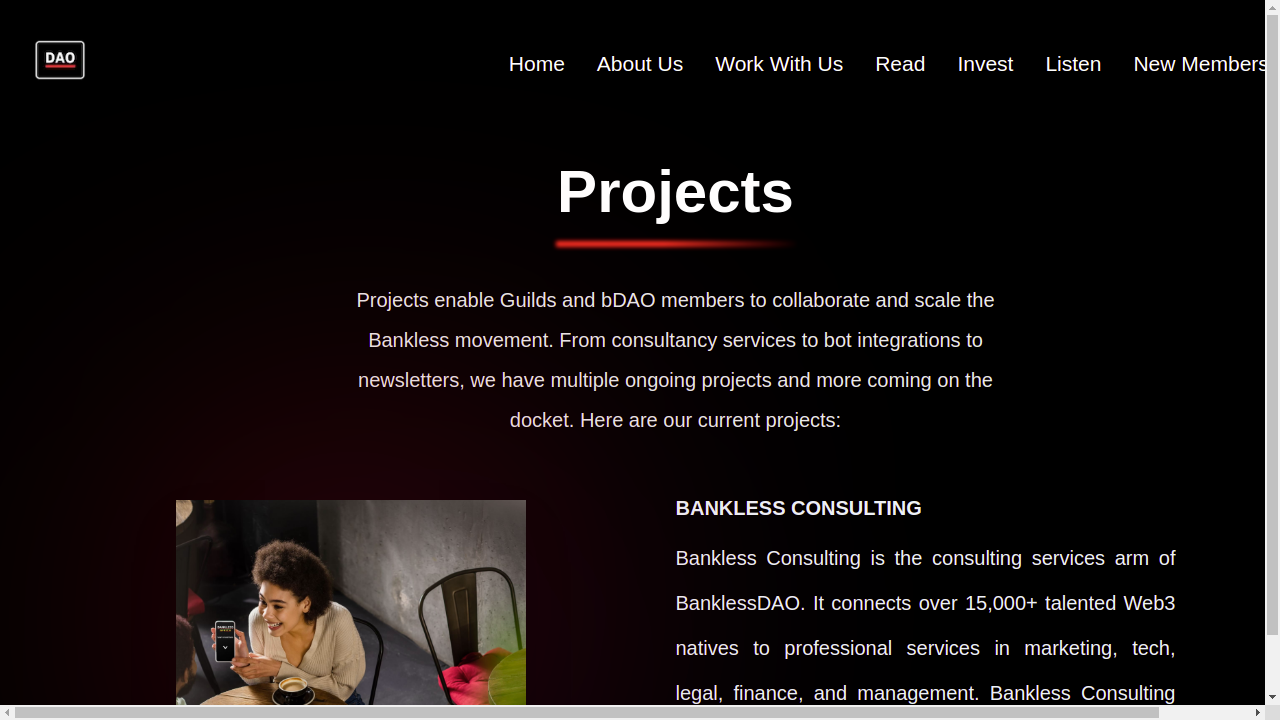 DAO
Home About Us Work With Us Read Invest Listen New Members
Projects
Projects enable Guilds and bDAO members to collaborate and scale the
Bankless movement. From consultancy services to bot integrations to
newsletters, we have multiple ongoing projects and more coming on the
docket. Here are our current projects:
BANKLESS CONSULTING
Bankless Consulting is the consulting services arm of
BanklessDAO. It connects over 15,000+ talented Web3
natives to professional services in marketing, tech,
legal, finance, and management. Bankless Consulting